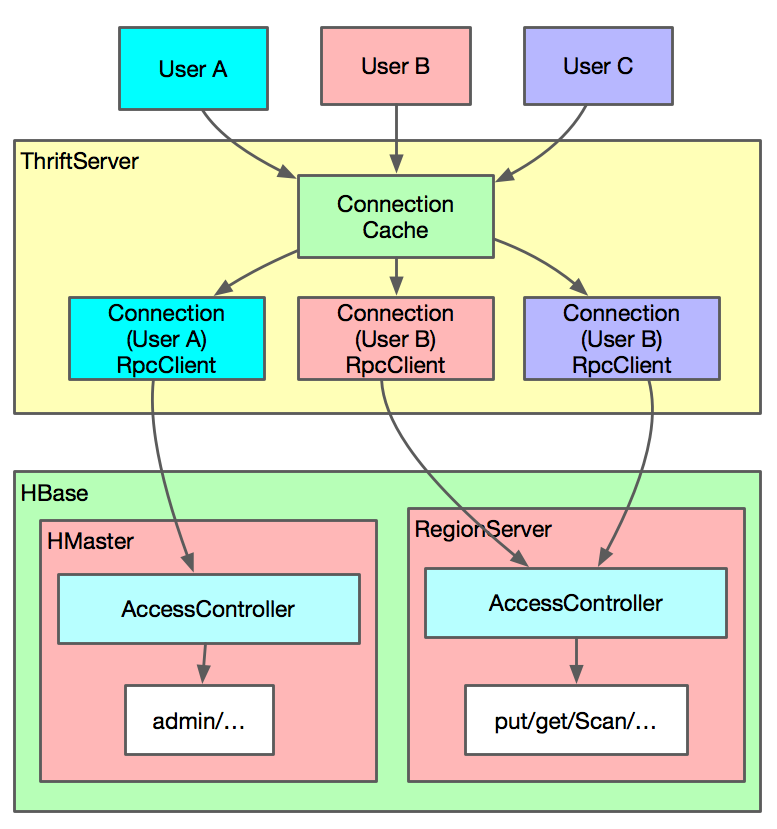 User A
User B
User C
ThriftServer
Connection
Cache
Connection
(User A)
RpcClient
Connection
(User B)
RpcClient
Connection
(User B)
RpcClient
HBase
HMaster
RegionServer
AccessController
AccessController
admin/…
put/get/Scan/…